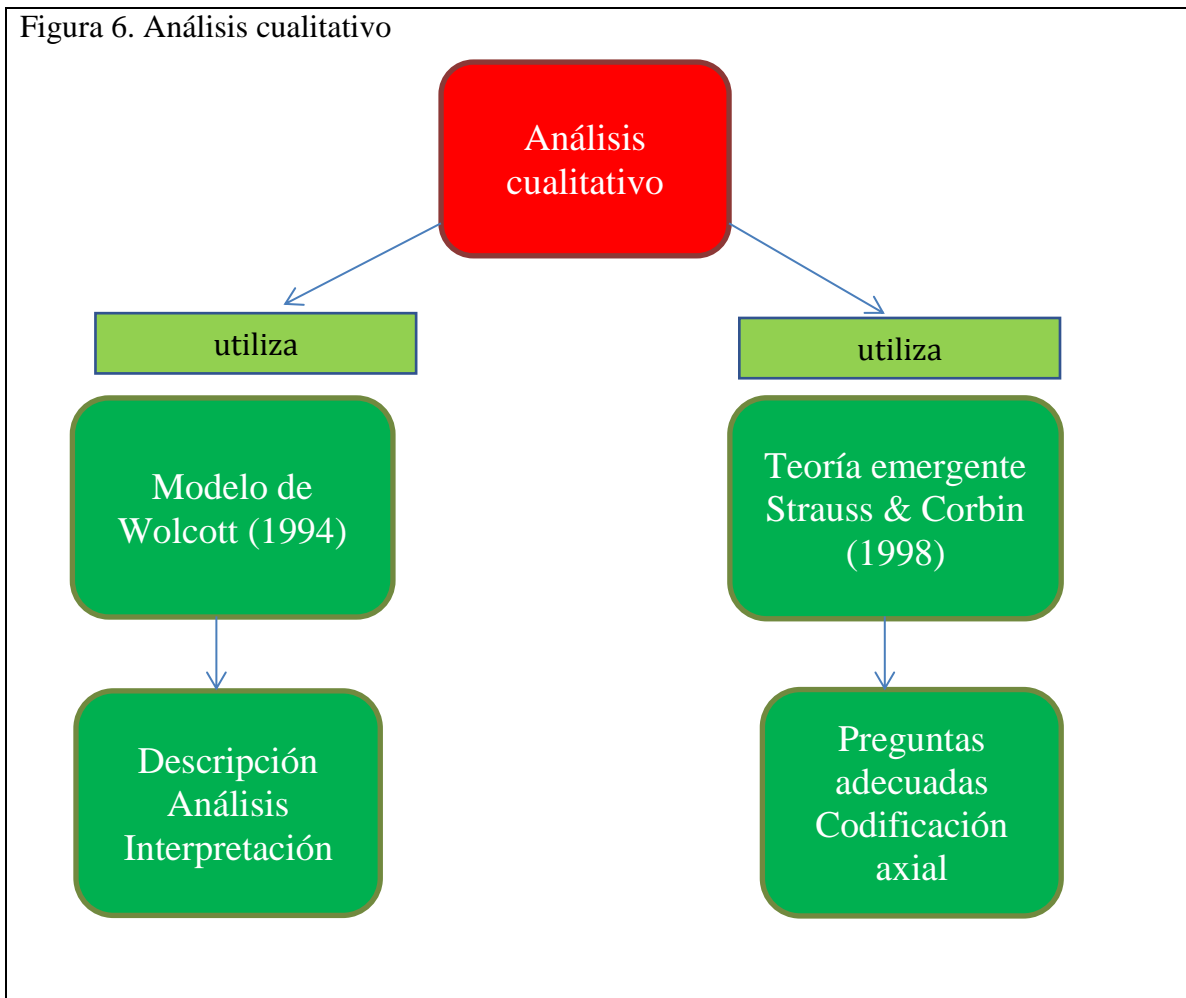 Figura 6. Análisis cualitativo
Análisis
cualitativo
utiliza
utiliza
Modelo de
Wolcott (1994)
Teoría emergente
Strauss & Corbin
(1998)
Descripción
Análisis
Interpretación
Preguntas
adecuadas
Codificación
axial